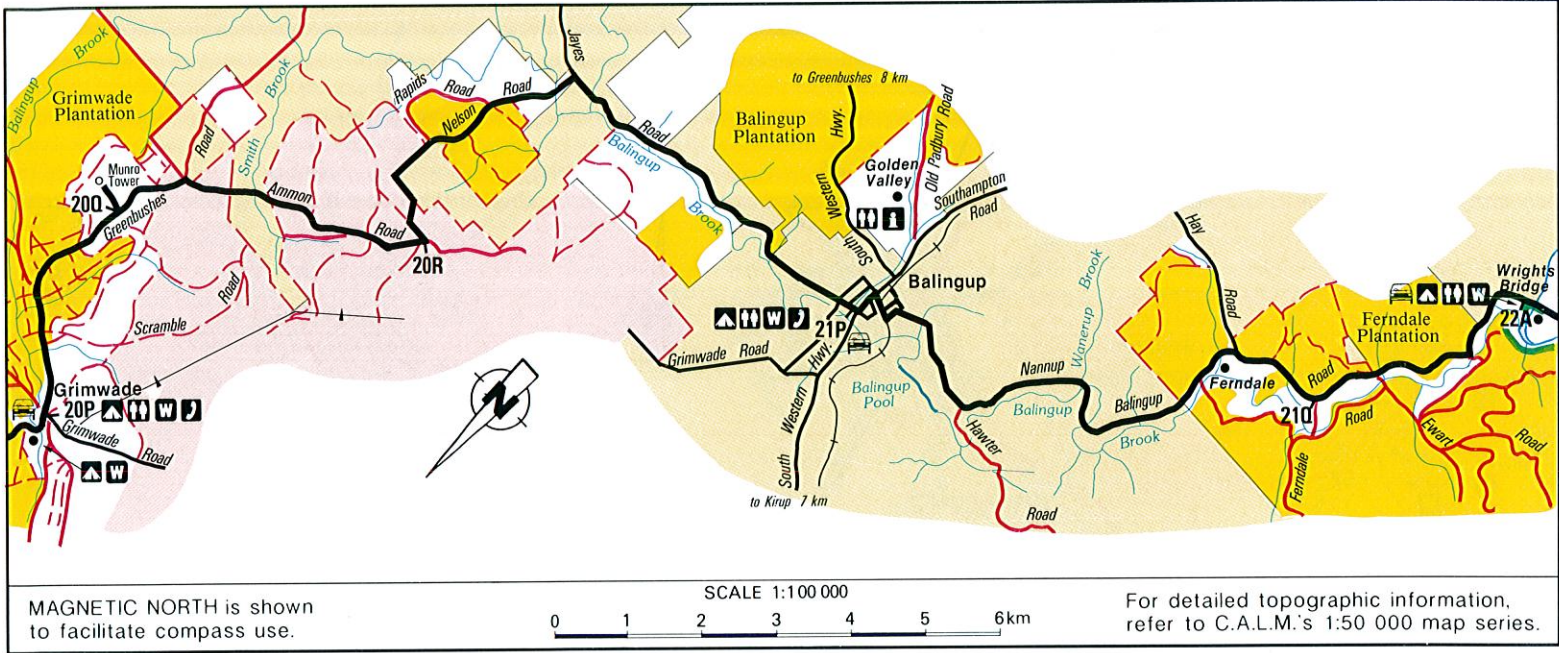 Balingup
Brook
Grimwade
Plantation
Munro
Tower
20Q
Greenbushes
Road
Smith
Brook
Ammon
Road
20R
Rapids
Road
Nelson
Road
Jayes
Road
Balingup
Brook
Scramble
Road
Grimwade
20P
W
Grimwade
Road
W
N
Balingup
Plantation
to Greenbushes 8 km
South
Western
Hwy.
Golden
Valley
Old Padbury Road
Southampton
Road
Balingup
W
21P
Grimwade Road
South
Western
Hwy.
to Kirup 7 km
Balingup
Pool
Hawter
Road
Nannup
Balingup
Road
Wanerup
Brook
Balingup
Brook
Hay
Road
Ferndale
21Q
Ferndale
Road
Ferndale
Plantation
Ewart
Road
W
Wrights
Bridge
22A
MAGNETIC NORTH is shown
to facilitate compass use.
SCALE 1:100 000
0 1 2 3 4 5 6km
For detailed topographic information,
refer to C.A.L.M.'s 1:50 000 map series.